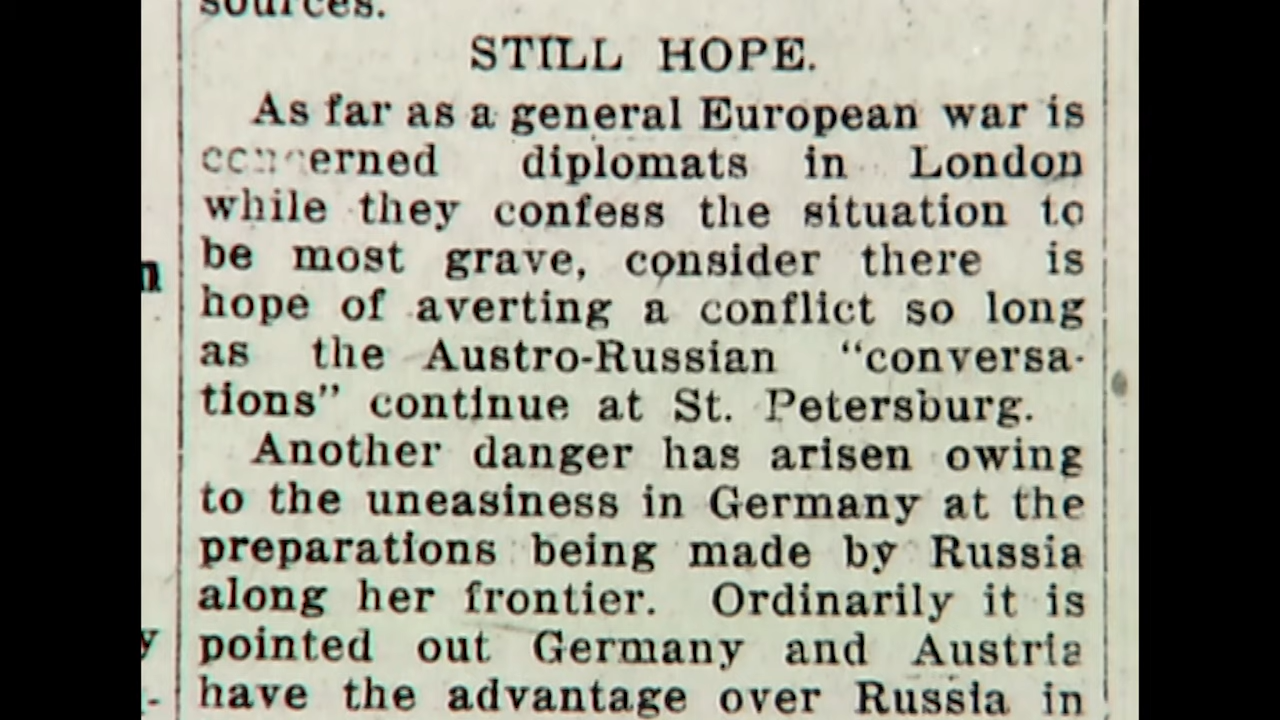 sources.
STILL HOPE.
As far as a general European war is
concerned diplomats in London
while they confess the situation to
be most grave, consider there is
hope of averting a conflict so long
as the Austro-Russian “conversa-
tions” continue at St. Petersburg.
Another danger has arisen owing
to the uneasiness in Germany at the
preparations being made by Russia
along her frontier. Ordinarily it is
pointed out Germany and Austria
have the advantage over Russia in